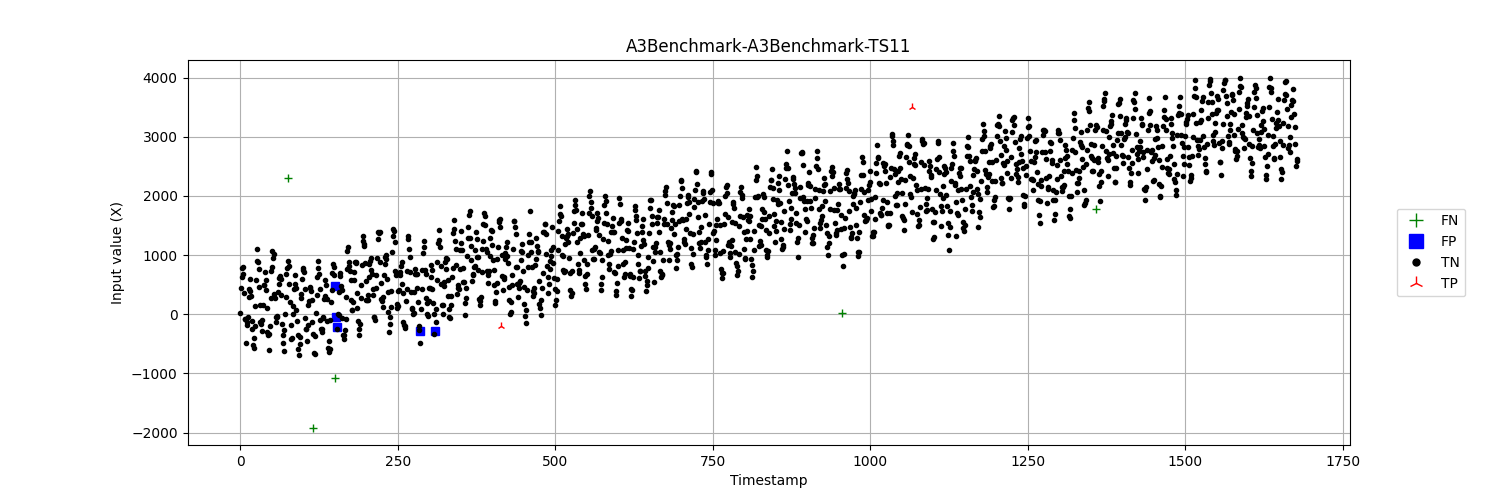 A3Benchmark-A3Benchmark-TS11
4000
3000
2000
1000
0
−1000
−2000
Input value (X)
0
250
500
750
1000
1250
1500
1750
Timestamp
FN
FP
TN
TP